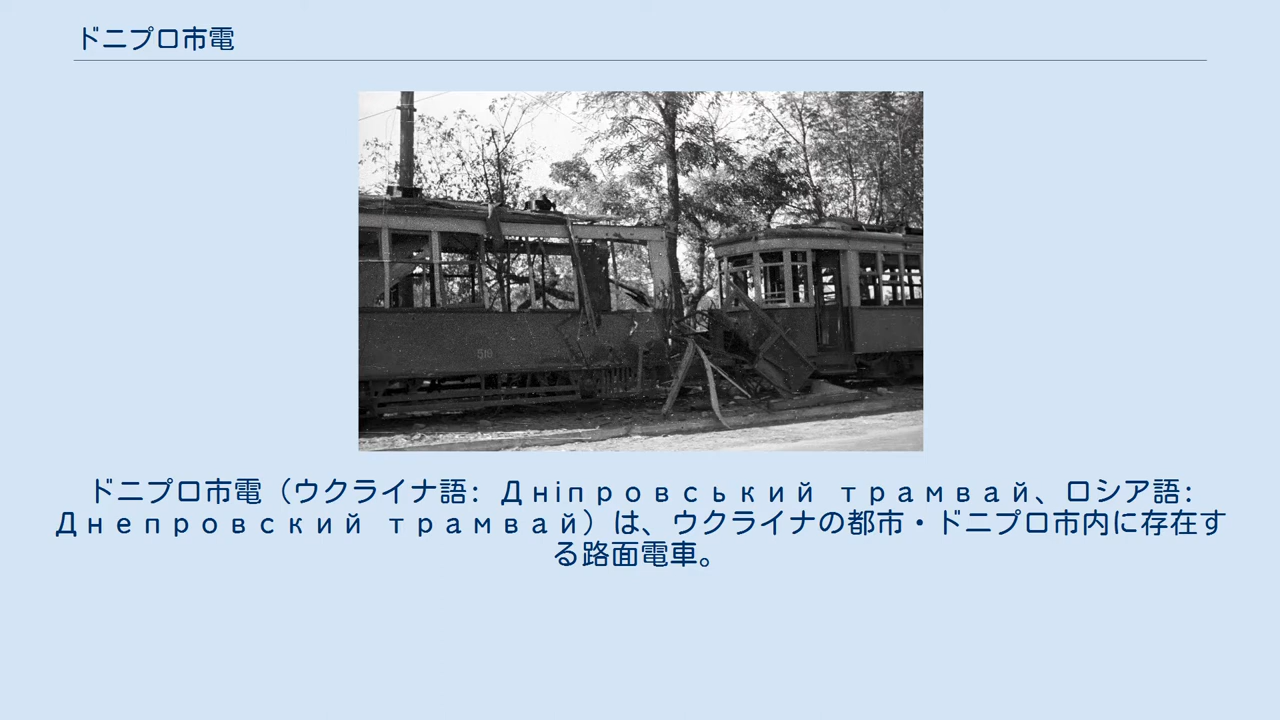 ドニプロ市電
519
ドニプロ市電（ウクライナ語: Дніпровський трамвай、ロシア語:
Днепровский трамвай）は、ウクライナの都市・ドニプロ市内に存在す
る路面電車。